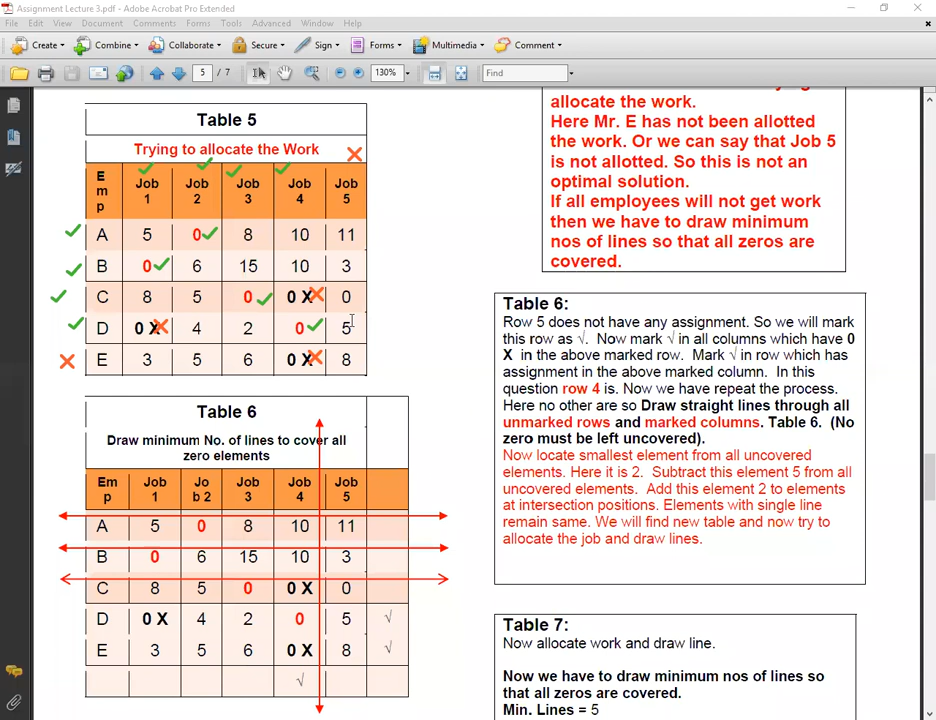 Assignment Lecture 3.pdf - Adobe Acrobat Pro Extended
File Edit View Document Comments Forms Tools Advanced Window Help
Create Combine Collaborate Secure Sign Forms Multimedia Comment
5 / 7 130% Find
Table 5
Trying to allocate the Work
E m p Job 1 Job 2 Job 3 Job 4 Job 5
A 5 0 8 10 11
B 0 6 15 10 3
C 8 5 0 0 X 0
D 0 X 4 2 0 5
E 3 5 6 0 X 8
Table 6
Draw minimum No. of lines to cover all
zero elements
Em p Job 1 Jo b 2 Job 3 Job 4 Job 5
A 5 0 8 10 11
B 0 6 15 10 3
C 8 5 0 0 X 0
D 0 X 4 2 0 5 √
E 3 5 6 0 X 8 √
√
allocate the work.
Here Mr. E has not been allotted
the work. Or we can say that Job 5
is not allotted. So this is not an
optimal solution.
If all employees will not get work
then we have to draw minimum
nos of lines so that all zeros are
covered.
Table 6:
Row 5 does not have any assignment. So we will mark
this row as √. Now mark √ in all columns which have 0
X in the above marked row. Mark √ in row which has
assignment in the above marked column. In this
question row 4 is. Now we have repeat the process.
Here no other are so Draw straight lines through all
unmarked rows and marked columns. Table 6. (No
zero must be left uncovered).
Now locate smallest element from all uncovered
elements. Here it is 2. Subtract this element 5 from all
uncovered elements. Add this element 2 to elements
at intersection positions. Elements with single line
remain same. We will find new table and now try to
allocate the job and draw lines.
Table 7:
Now allocate work and draw line.
Now we have to draw minimum nos of lines so
that all zeros are covered.
Min. Lines = 5